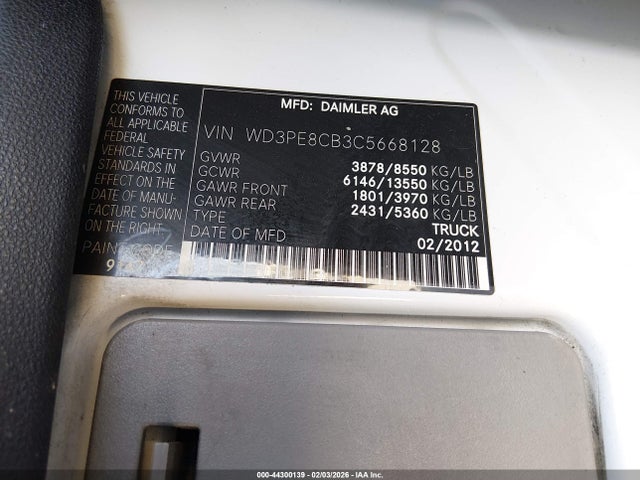 THIS VEHICLE
CONFORMS TO
ALL APPLICABLE
FEDERAL
STANDARDS IN
EFFECT ON THE
DATE OF MANU-
FACTURE SHOWN
ON THE RIGHT.
PAINT CODE
MFD: DAIMLER AG
VIN WD3PE8CB3C5668128
GVWR 3878/8550 KG/LB
GCWR 6146/13550 KG/LB
GAWR FRONT 1801/3970 KG/LB
GAWR REAR 2431/5360 KG/LB
TYPE TRUCK
DATE OF MFD 02/2012
000-44300139 - 02/03/2026 - IAA Inc.